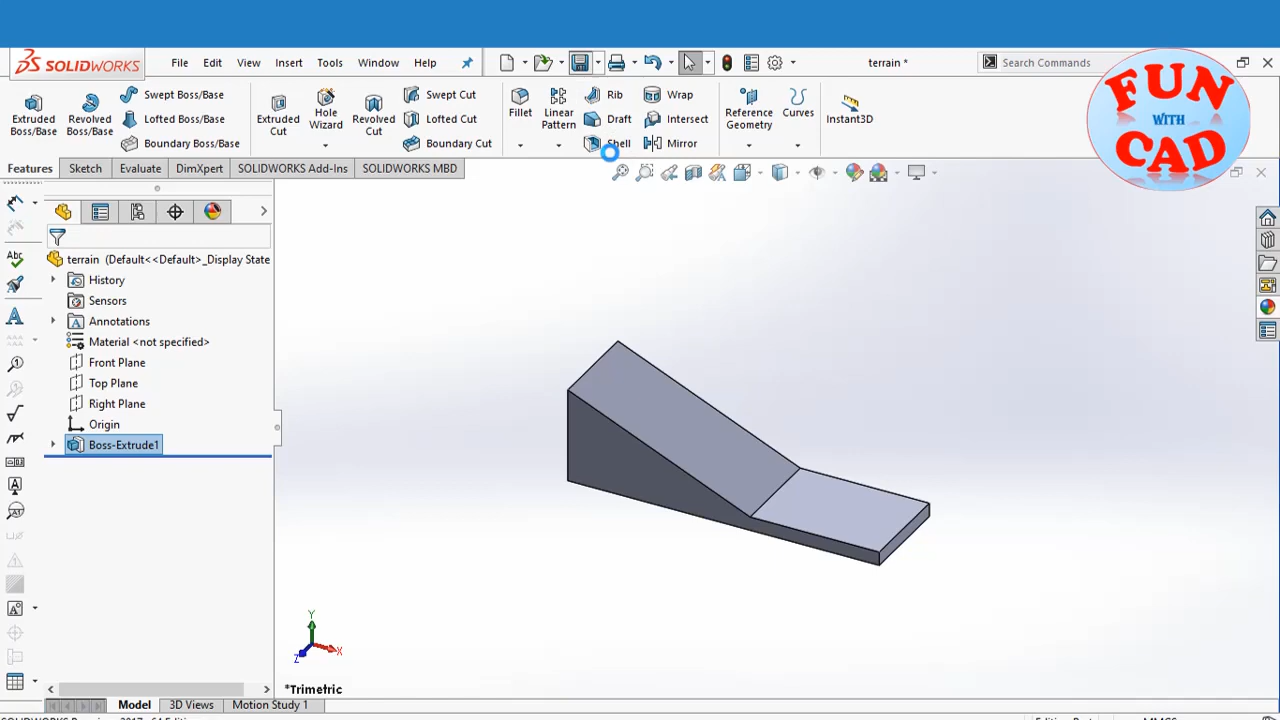 SOLIDWORKS
File Edit View Insert Tools Window Help
terrain *
Search Commands
FUN
WITH
CAD
Extruded
Boss/Base
Revolved
Boss/Base
Swept Boss/Base
Lofted Boss/Base
Boundary Boss/Base
Extruded
Cut
Hole
Wizard
Revolved
Cut
Swept Cut
Lofted Cut
Boundary Cut
Fillet
Linear
Pattern
Rib
Draft
Shell
Wrap
Intersect
Mirror
Reference
Geometry
Curves
Instant3D
Features Sketch Evaluate DimXpert SOLIDWORKS Add-Ins SOLIDWORKS MBD
terrain (Default<<Default>_Display State
History
Sensors
Annotations
Material <not specified>
Front Plane
Top Plane
Right Plane
Origin
Boss-Extrude1
Abc
Y
X
Z
*Trimetric
Model 3D Views Motion Study 1